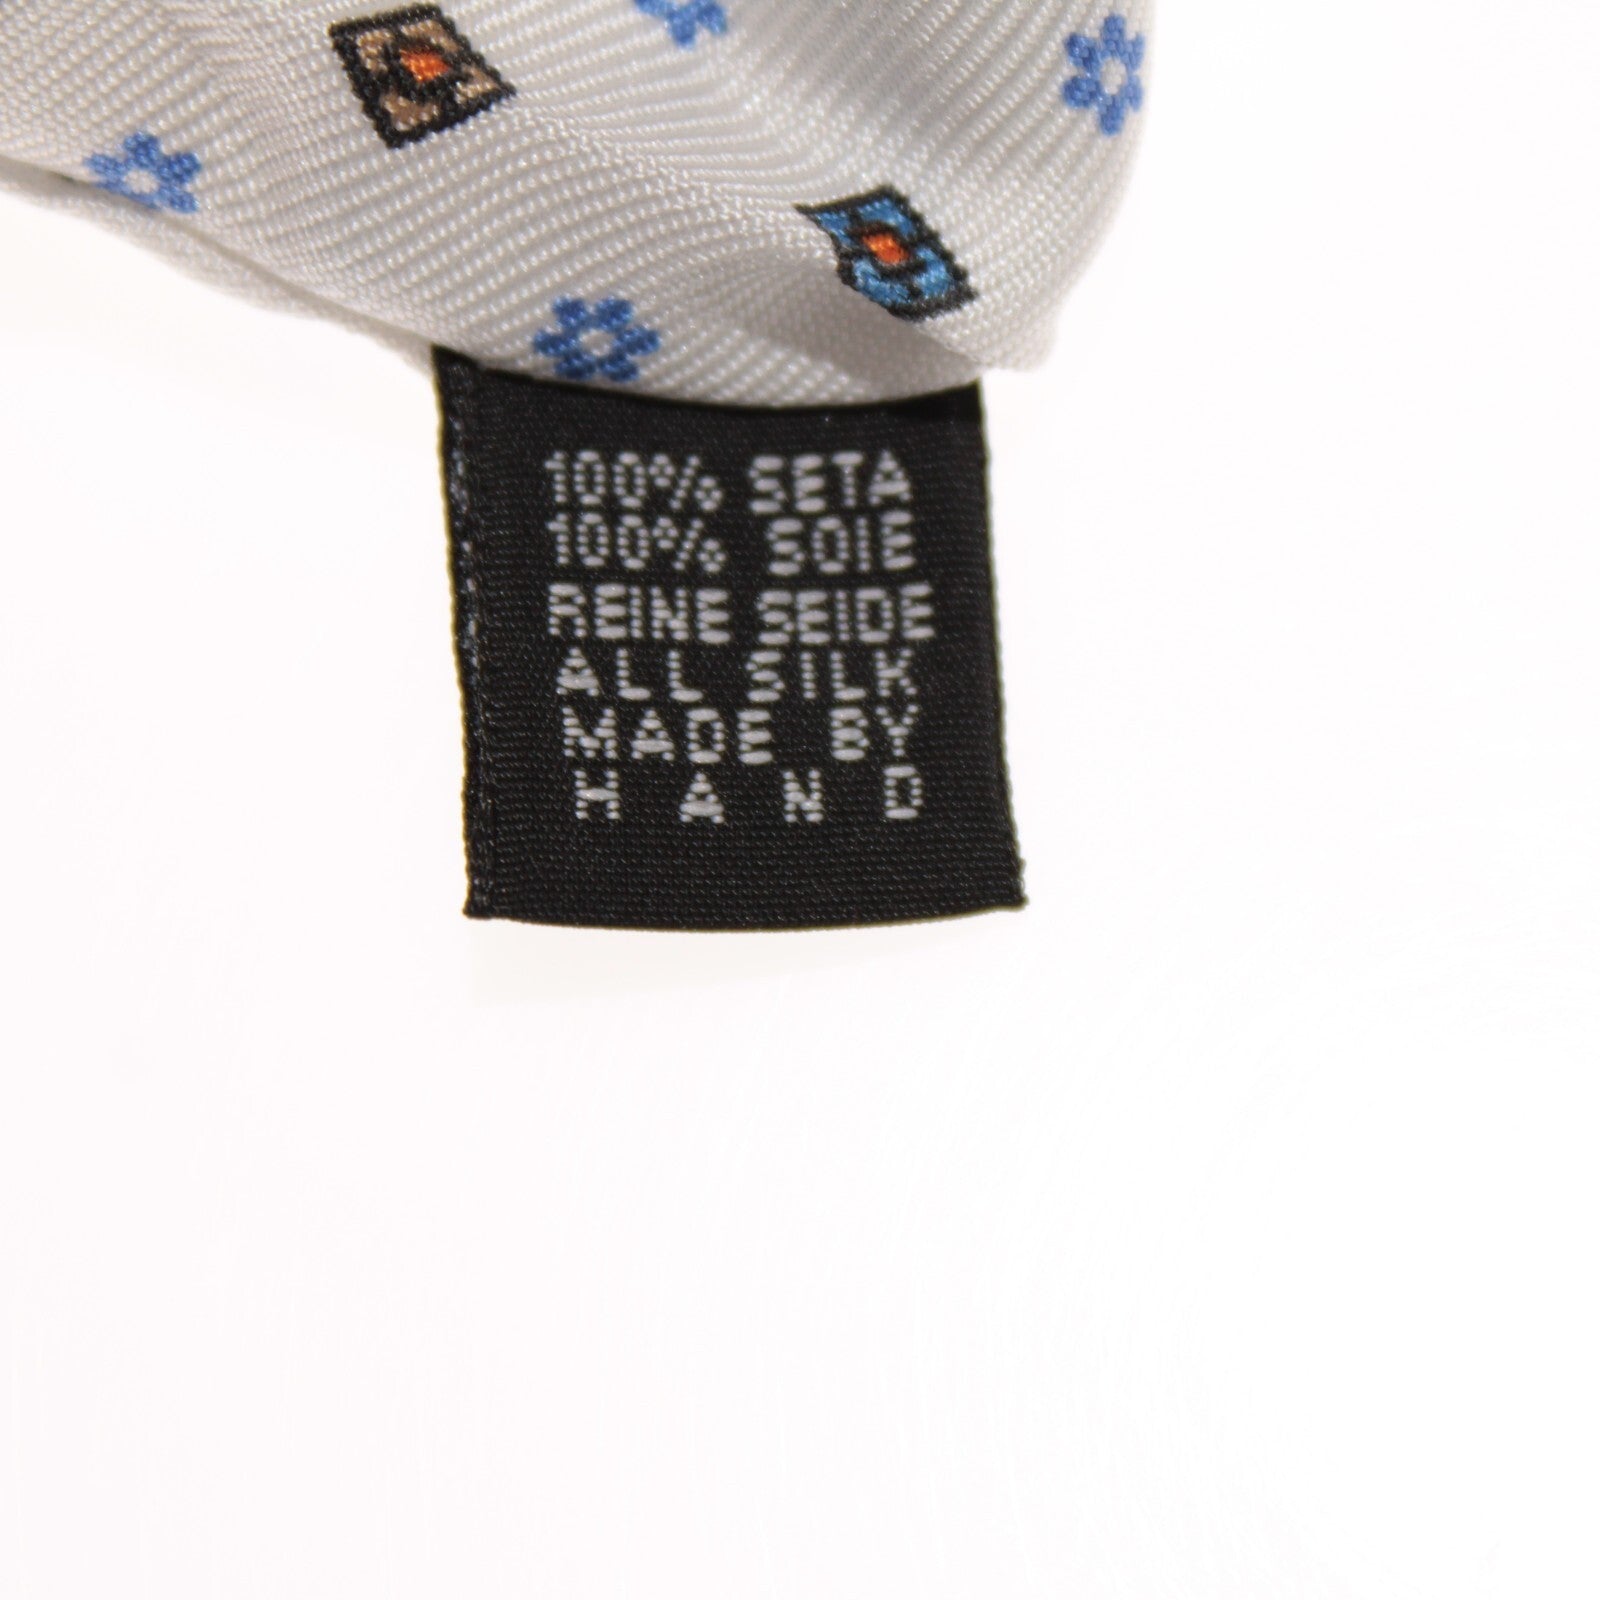 100% SETA
100% SOIE
REINE SEIDE
ALL SILK
MADE BY
HAND